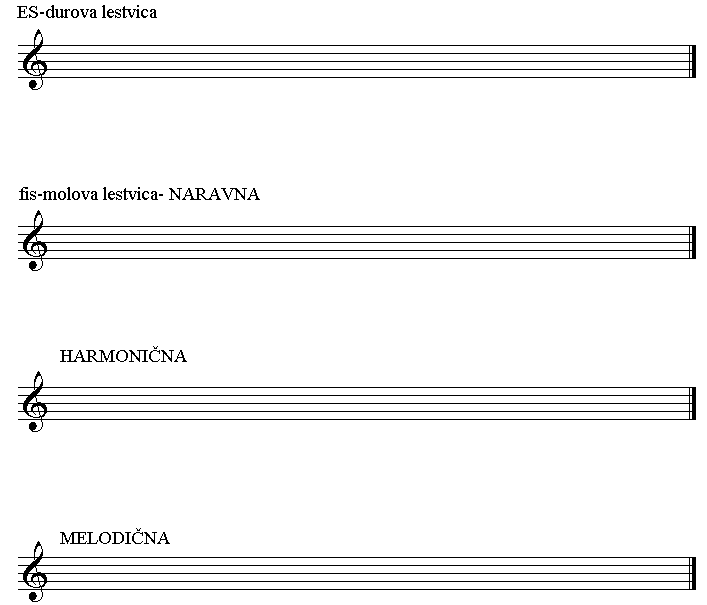 ES-durova lestvica
fis-molova lestvica- NARAVNA
HARMONIČNA
MELODIČNA